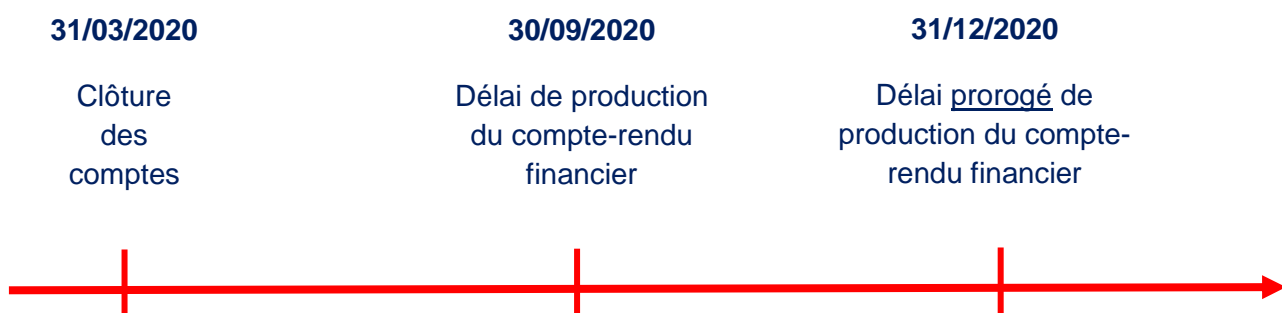 31/03/2020
Clôture
des
comptes
30/09/2020
Délai de production
du compte-rendu
financier
31/12/2020
Délai prorogé de
production du compte-
rendu financier